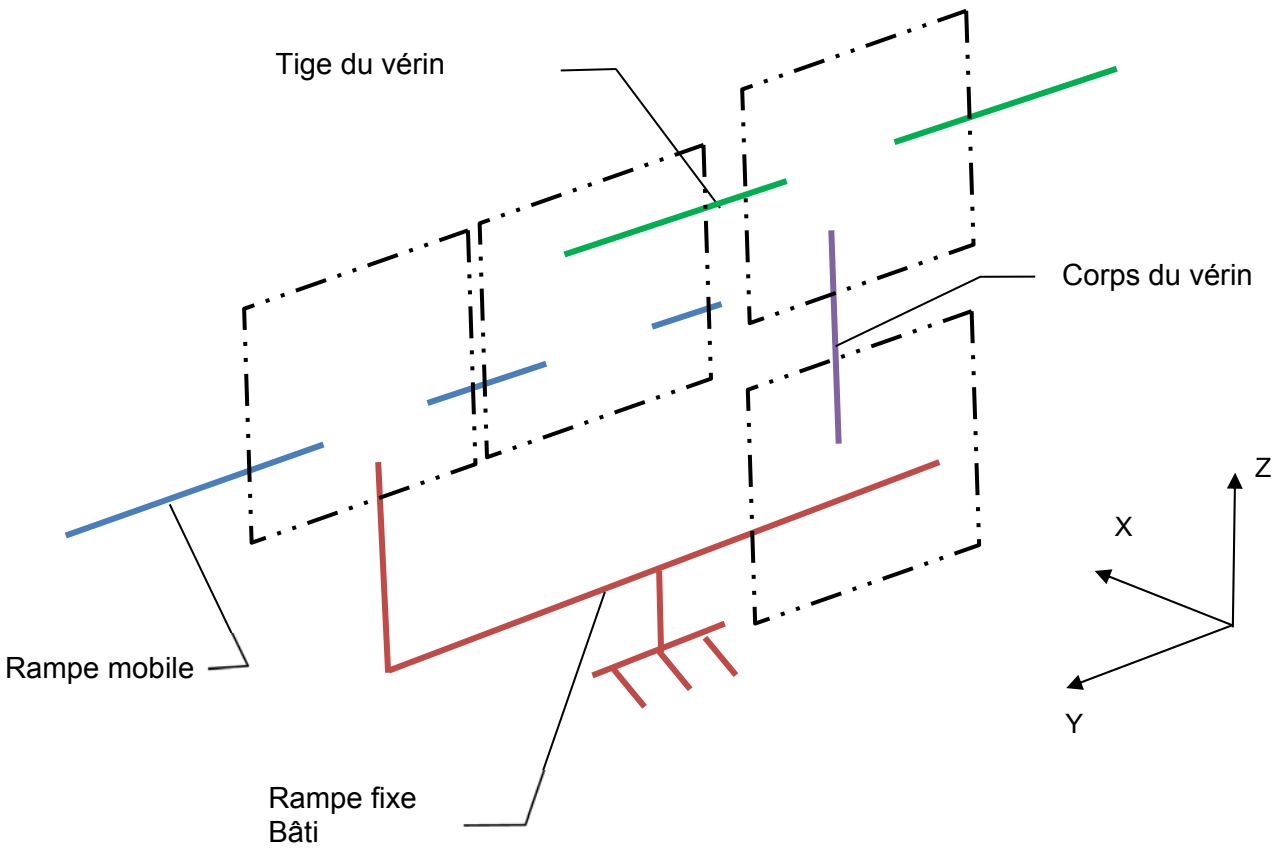 Tige du vérin
Corps du vérin
Z
X
Rampe mobile
Y
Rampe fixe
Bâti